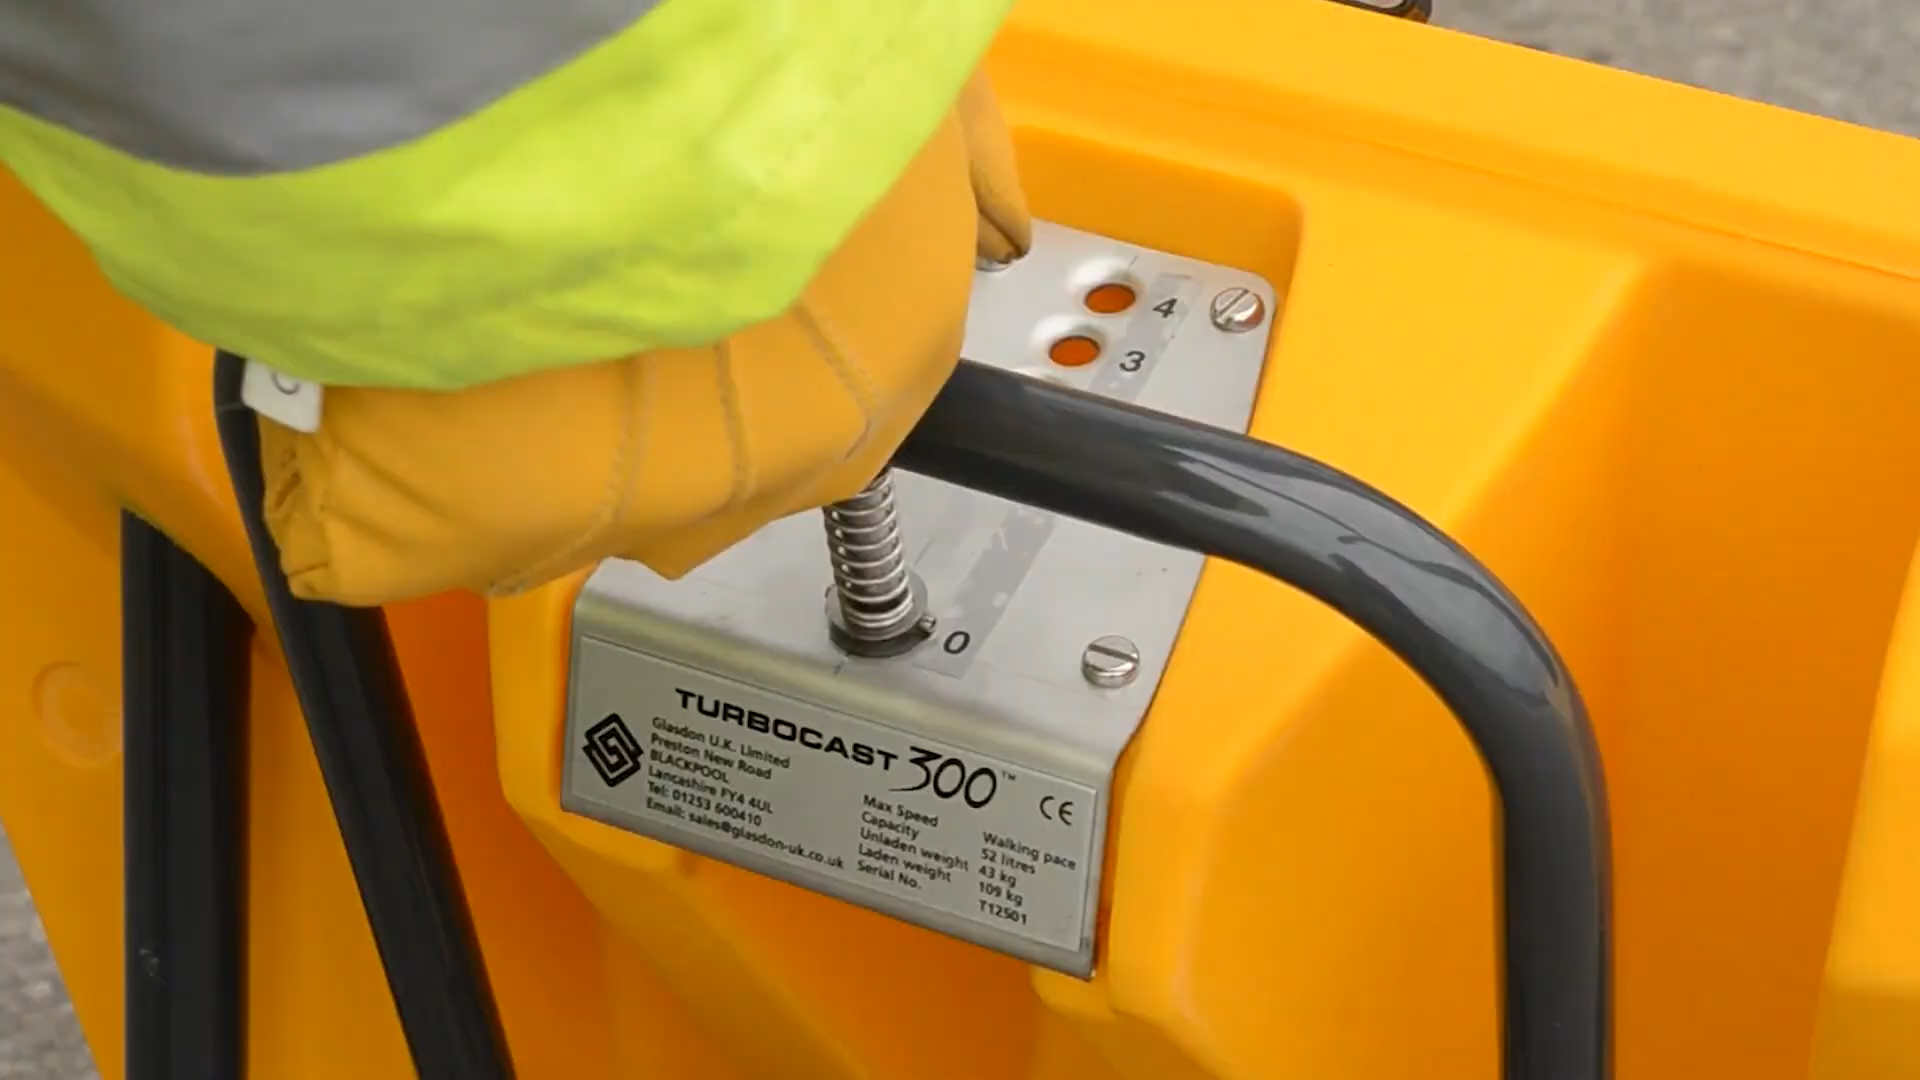 4
3
0
TURBOCAST 300™
CE
Glasdon U.K. Limited
Preston New Road
BLACKPOOL
Lancashire FY4 4UL
Tel: 01253 600410
Email: sales@glasdon-uk.co.uk
Max Speed Walking pace
Capacity 52 litres
Unladen weight 43 kg
Laden weight 109 kg
Serial No. T12501